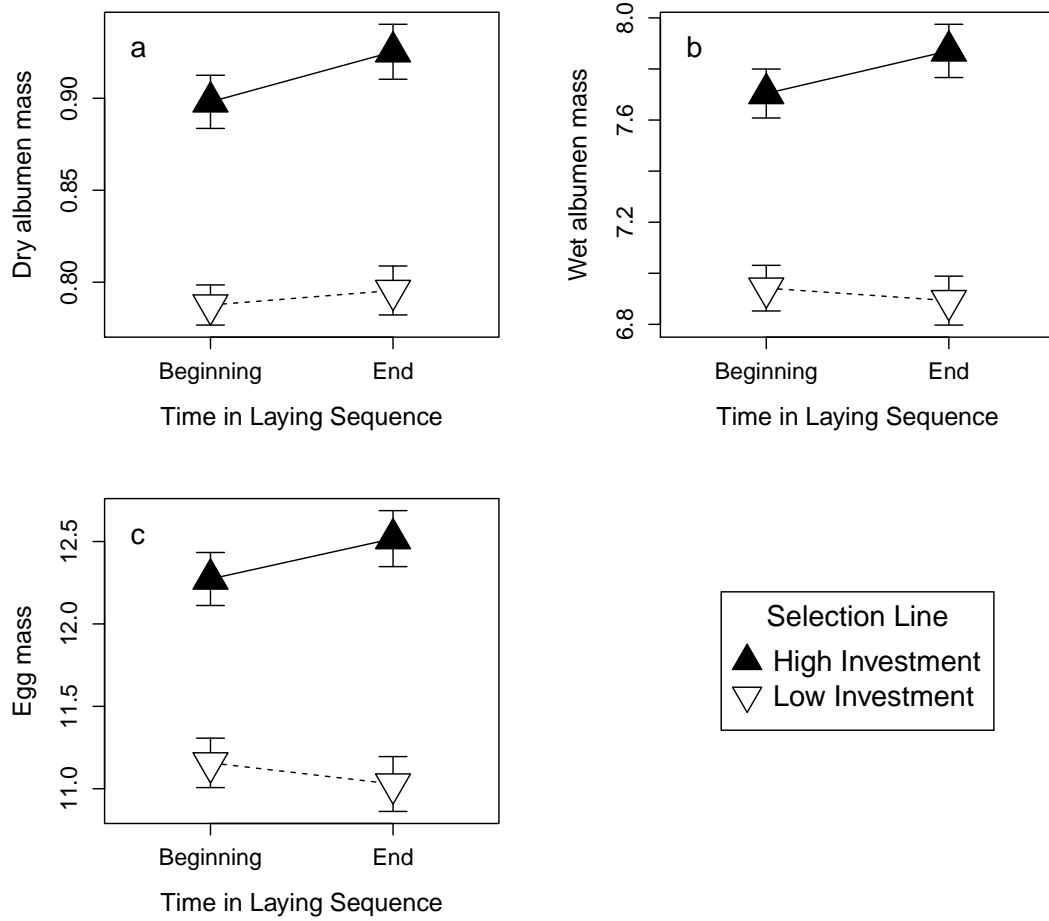 a
Dry albumen mass
0.90
0.85
0.80
Beginning End
Time in Laying Sequence
b
Wet albumen mass
8.0
7.6
7.2
6.8
Beginning End
Time in Laying Sequence
c
Egg mass
12.5
12.0
11.5
11.0
Beginning End
Time in Laying Sequence
Selection Line
High Investment
Low Investment